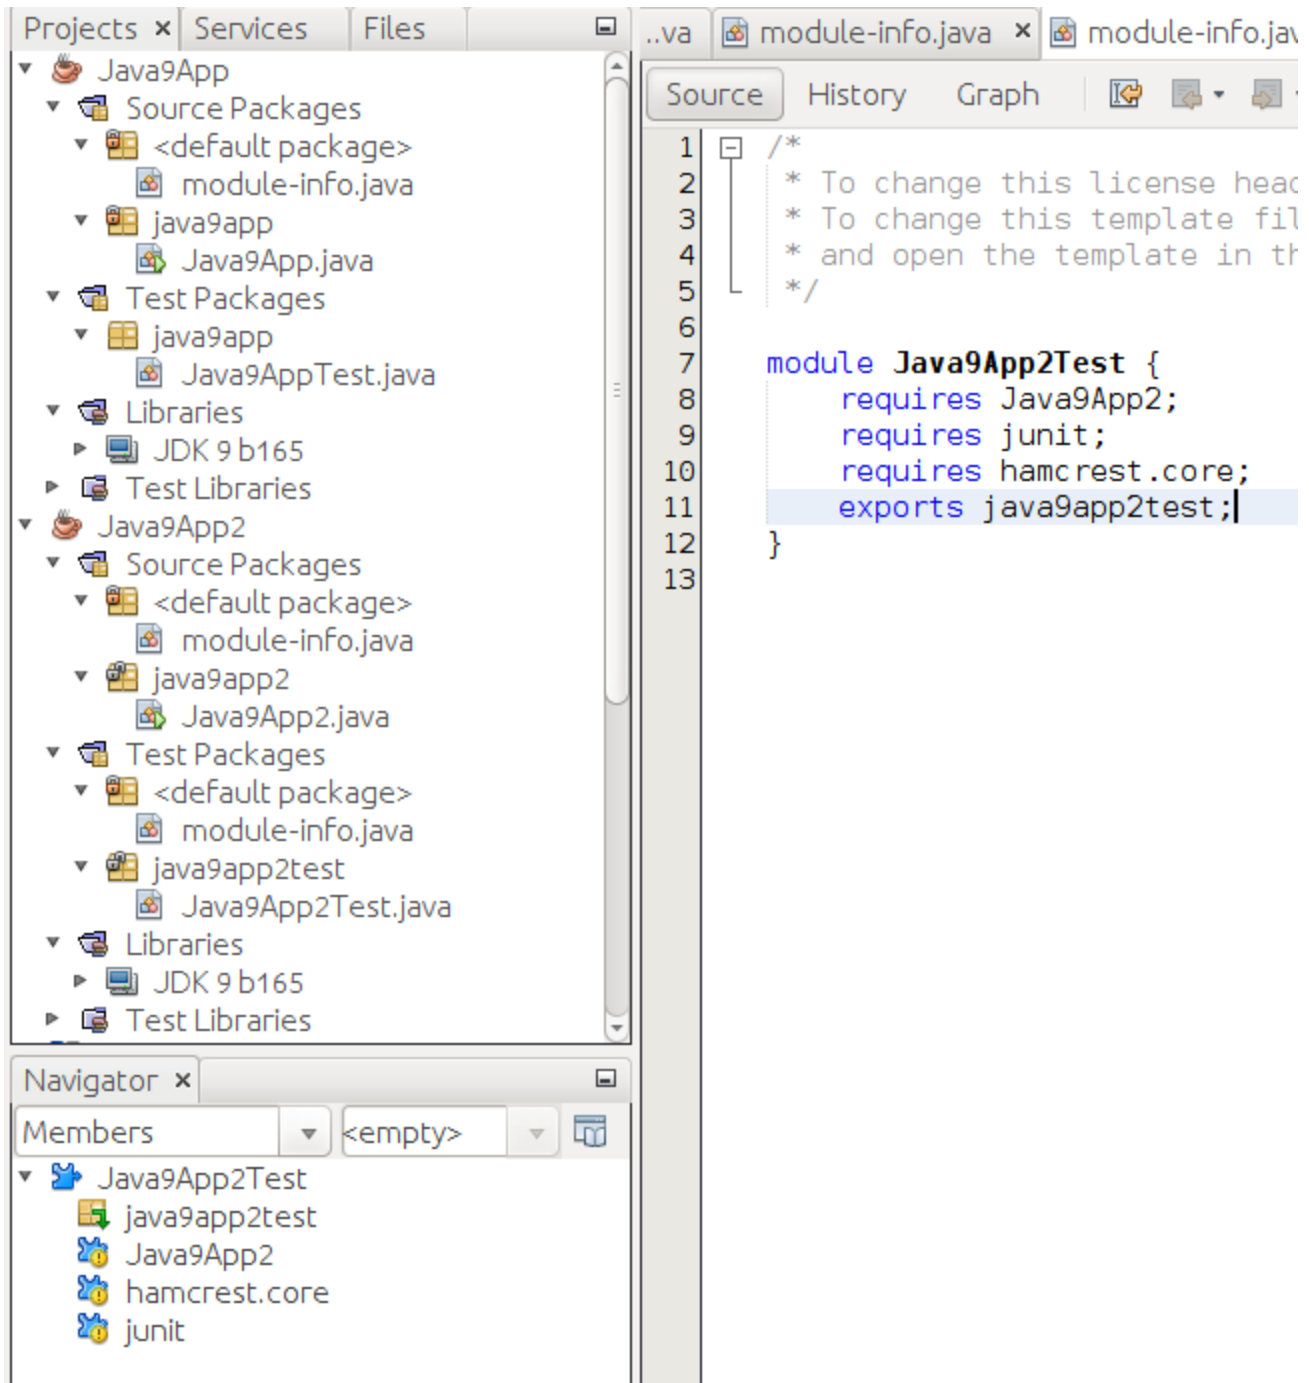 Projects Services Files
Java9App
Source Packages
<default package>
module-info.java
java9app
Java9App.java
Test Packages
java9app
Java9AppTest.java
Libraries
JDK 9 b165
Test Libraries
Java9App2
Source Packages
<default package>
module-info.java
java9app2
Java9App2.java
Test Packages
<default package>
module-info.java
java9app2test
Java9App2Test.java
Libraries
JDK 9 b165
Test Libraries
Navigator
Members <empty>
Java9App2Test
java9app2test
Java9App2
hamcrest.core
junit
..va module-info.java module-info.jav
Source History Graph
1 /*
2 * To change this license head
3 * To change this template fil
4 * and open the template in th
5 */
6
7 module Java9App2Test {
8 requires Java9App2;
9 requires junit;
10 requires hamcrest.core;
11 exports java9app2test;
12 }
13